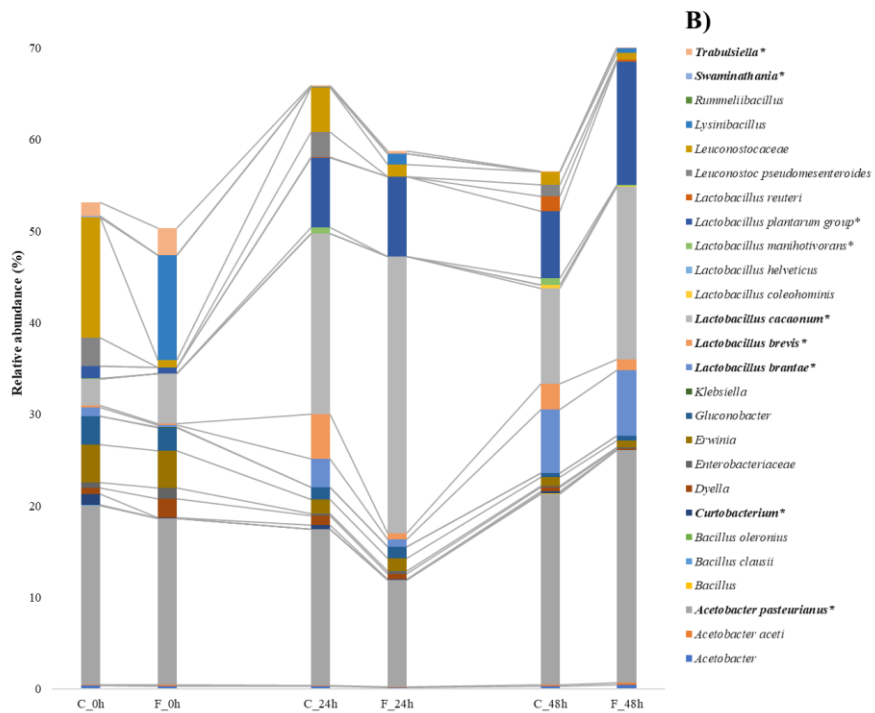 B)
70
60
50
40
30
20
10
0
Relative abundance (%)
C_0h
F_0h
C_24h
F_24h
C_48h
F_48h
Trabulsiella*
Swaminathania*
Rummeliibacillus
Lysinibacillus
Leuconostocaceae
Leuconostoc pseudomesenteroides
Lactobacillus reuteri
Lactobacillus plantarum group*
Lactobacillus manihotivorans*
Lactobacillus helveticus
Lactobacillus coleohominis
Lactobacillus cacaonum*
Lactobacillus brevis*
Lactobacillus brantae*
Klebsiella
Gluconobacter
Erwinia
Enterobacteriaceae
Dyella
Curtobacterium*
Bacillus oleronius
Bacillus clausii
Bacillus
Acetobacter pasteurianus*
Acetobacter aceti
Acetobacter